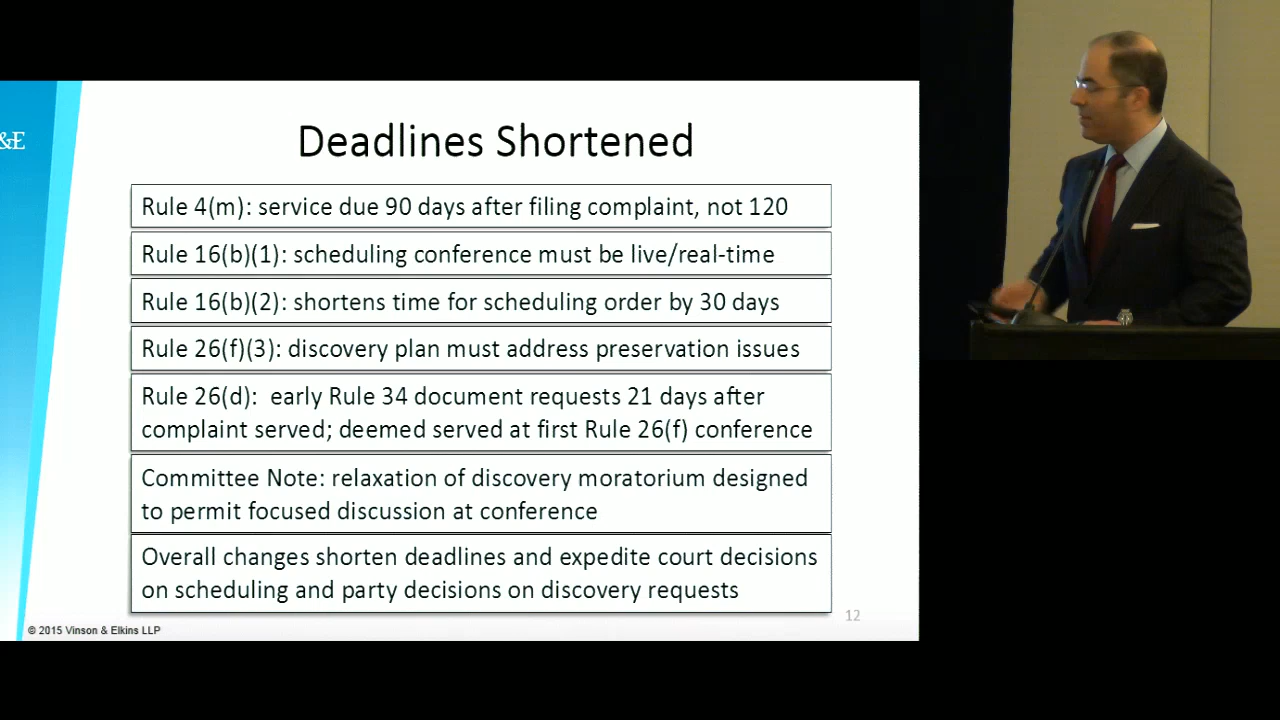 &E
Deadlines Shortened
Rule 4(m): service due 90 days after filing complaint, not 120
Rule 16(b)(1): scheduling conference must be live/real-time
Rule 16(b)(2): shortens time for scheduling order by 30 days
Rule 26(f)(3): discovery plan must address preservation issues
Rule 26(d):  early Rule 34 document requests 21 days after
complaint served; deemed served at first Rule 26(f) conference
Committee Note: relaxation of discovery moratorium designed
to permit focused discussion at conference
Overall changes shorten deadlines and expedite court decisions
on scheduling and party decisions on discovery requests
12
© 2015 Vinson & Elkins LLP